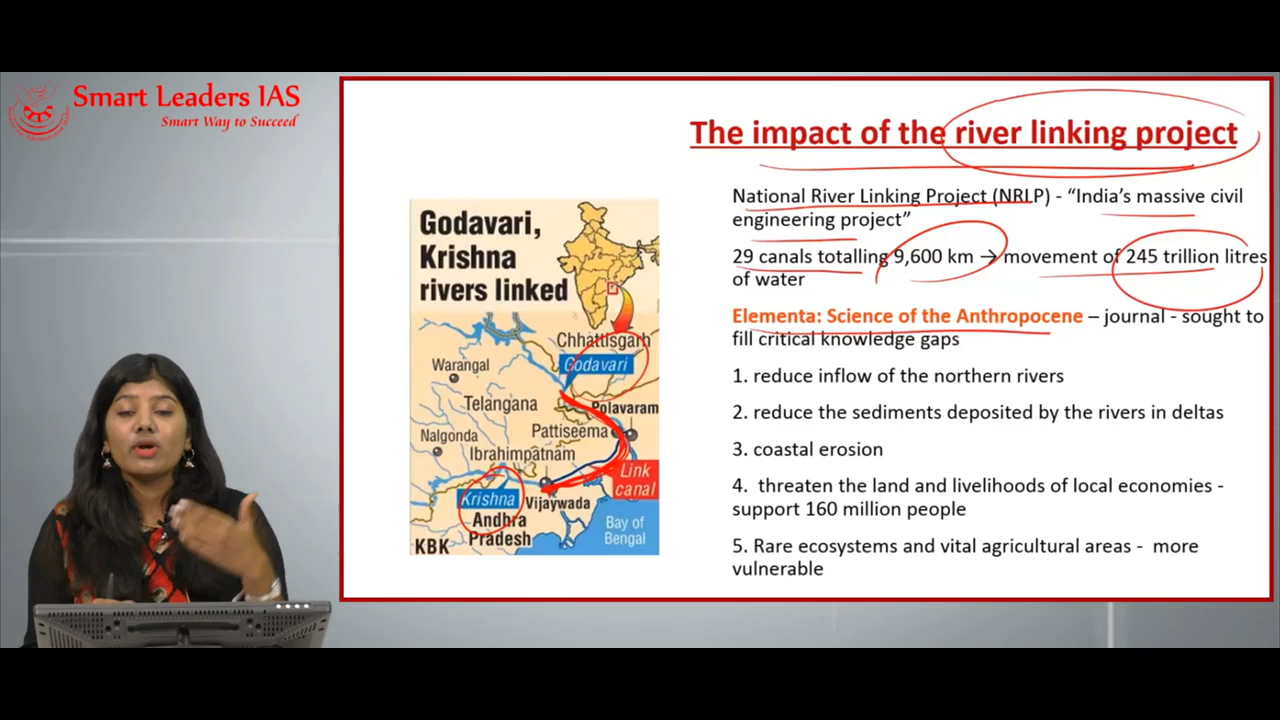 Smart Leaders IAS
Smart Way to Succeed
The impact of the river linking project
National River Linking Project (NRLP) - “India’s massive civil
engineering project”
29 canals totalling 9,600 km → movement of 245 trillion litres
of water
Elementa: Science of the Anthropocene – journal - sought to
fill critical knowledge gaps
1. reduce inflow of the northern rivers
2. reduce the sediments deposited by the rivers in deltas
3. coastal erosion
4. threaten the land and livelihoods of local economies -
support 160 million people
5. Rare ecosystems and vital agricultural areas - more
vulnerable
Godavari,
Krishna
rivers linked
Chhattisgarh
Godavari
Warangal
Telangana
Polavaram
Pattiseema
Nalgonda
Ibrahimpatnam
Link
canal
Krishna
Vijaywada
Andhra
Pradesh
Bay of
Bengal
KBK